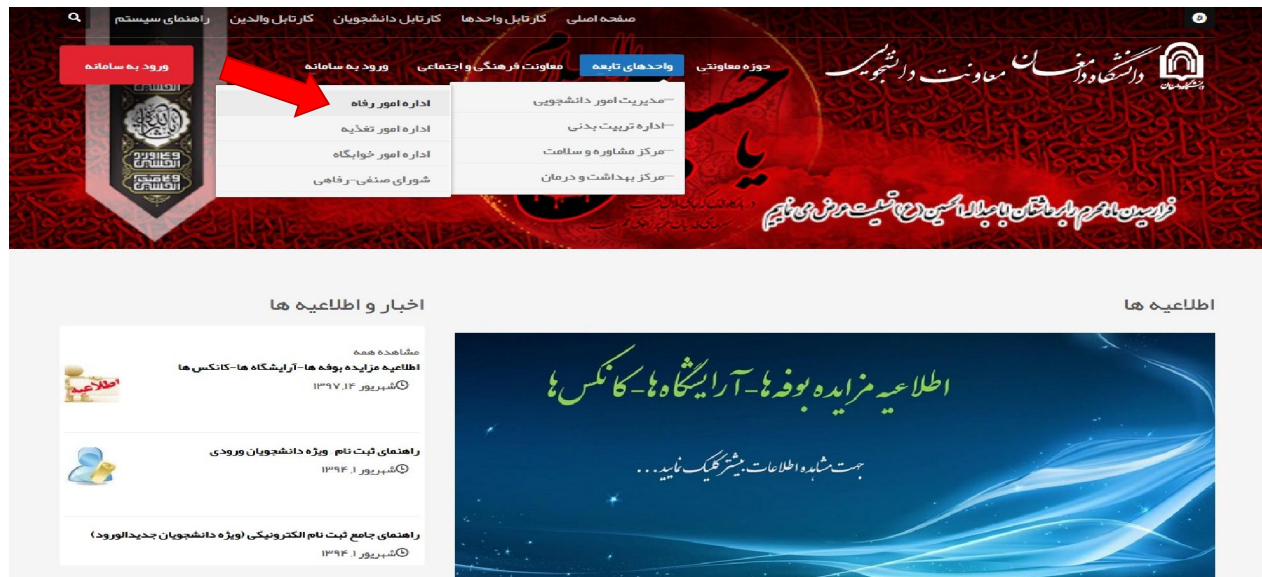 صفحه اصلی کارتابل واحدها کارتابل دانشجویان کارتابل والدین راهنمای سیستم
دانشگاه دامغان معاونت دانشجویی
حوزه معاونتی واحدهای تابعه معاونت فرهنگی و اجتماعی ورود به سامانه
ورود به سامانه
مدیریت امور دانشجویی
اداره تربیت بدنی
مرکز مشاوره و سلامت
مرکز بهداشت و درمان
اداره امور رفاه
اداره امور تغذیه
اداره امور خوابگاه
شورای صنفی-رفاهی
فرارسیدن ماه محرم را بر عاشقان اباعبدلله الحسین (ع) تسلیت عرض می نماییم
اطلاعیه ها
اطلاعیه مزایده بوفه ها-آرایشگاه ها-کانکس ها
جهت مشاهده اطلاعات بیشتر کلیک نمایید...
اخبار و اطلاعیه ها
مشاهده همه
اطلاعیه مزایده بوفه ها-آرایشگاه ها-کانکس ها
شهریور ۱۴, ۱۳۹۷
اطلاعیه
راهنمای ثبت نام ویژه دانشجویان ورودی
شهریور ۱, ۱۳۹۴
راهنمای جامع ثبت نام الکترونیکی (ویژه دانشجویان جدیدالورود)
شهریور ۱, ۱۳۹۴